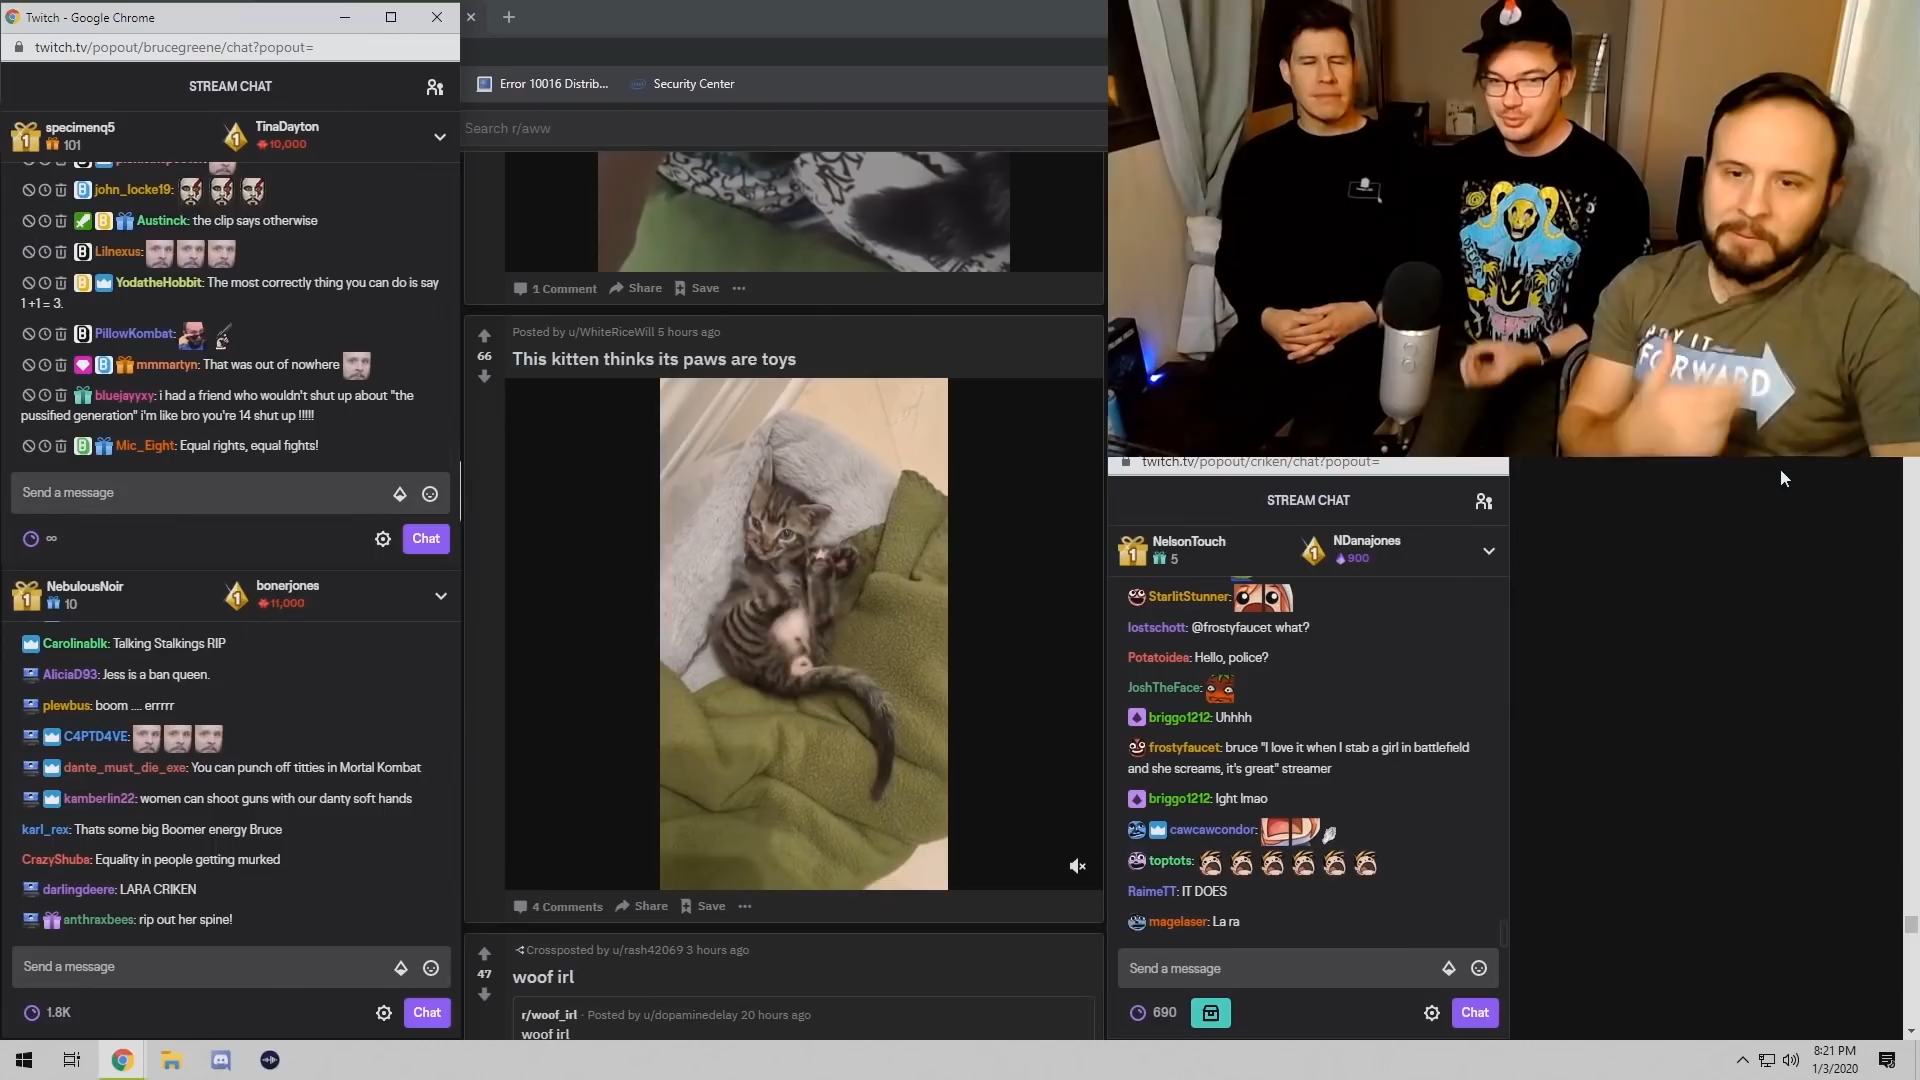 Twitch - Google Chrome
twitch.tv/popout/brucegreene/chat?popout=
STREAM CHAT
specimenq5
101
TinaDayton
10,000
john_locke19:
Austinck: the clip says otherwise
Lilnexus:
YodatheHobbit: The most correctly thing you can do is say
1+1= 3.
PillowKombat:
mmmartyn: That was out of nowhere
bluejayyxy: i had a friend who wouldn't shut up about "the
pussified generation" i'm like bro you're 14 shut up !!!!!
Mic_Eight: Equal rights, equal fights!
Send a message
∞
Chat
NebulousNoir
10
bonerjones
11,000
Carolinablk: Talking Stalkings RIP
AliciaD93: Jess is a ban queen.
plewbus: boom .... errrrr
C4PTD4VE:
dante_must_die_exe: You can punch off titties in Mortal Kombat
kamberlin22: women can shoot guns with our danty soft hands
karl_rex: Thats some big Boomer energy Bruce
CrazyShuba: Equality in people getting murked
darlingdeere: LARA CRIKEN
anthraxbees: rip out her spine!
Send a message
1.8K
Chat
Error 10016 Distrib...
Security Center
Search r/aww
1 Comment Share Save
Posted by u/WhiteRiceWill 5 hours ago
66
This kitten thinks its paws are toys
4 Comments Share Save
Crossposted by u/rash42069 3 hours ago
47
woof irl
r/woof_irl · Posted by u/dopaminedelay 20 hours ago
woof irl
PAY IT
FORWARD
twitch.tv/popout/criken/chat?popout=
STREAM CHAT
NelsonTouch
5
NDanajones
900
StarlitStunner:
lostschott: @frostyfaucet what?
Potatoidea: Hello, police?
JoshTheFace:
briggo1212: Uhhhh
frostyfaucet: bruce "I love it when I stab a girl in battlefield
and she screams, it's great" streamer
briggo1212: Ight lmao
cawcawcondor:
toptots:
RaimeTT: IT DOES
magelaser: La ra
Send a message
690
Chat
8:21 PM
1/3/2020